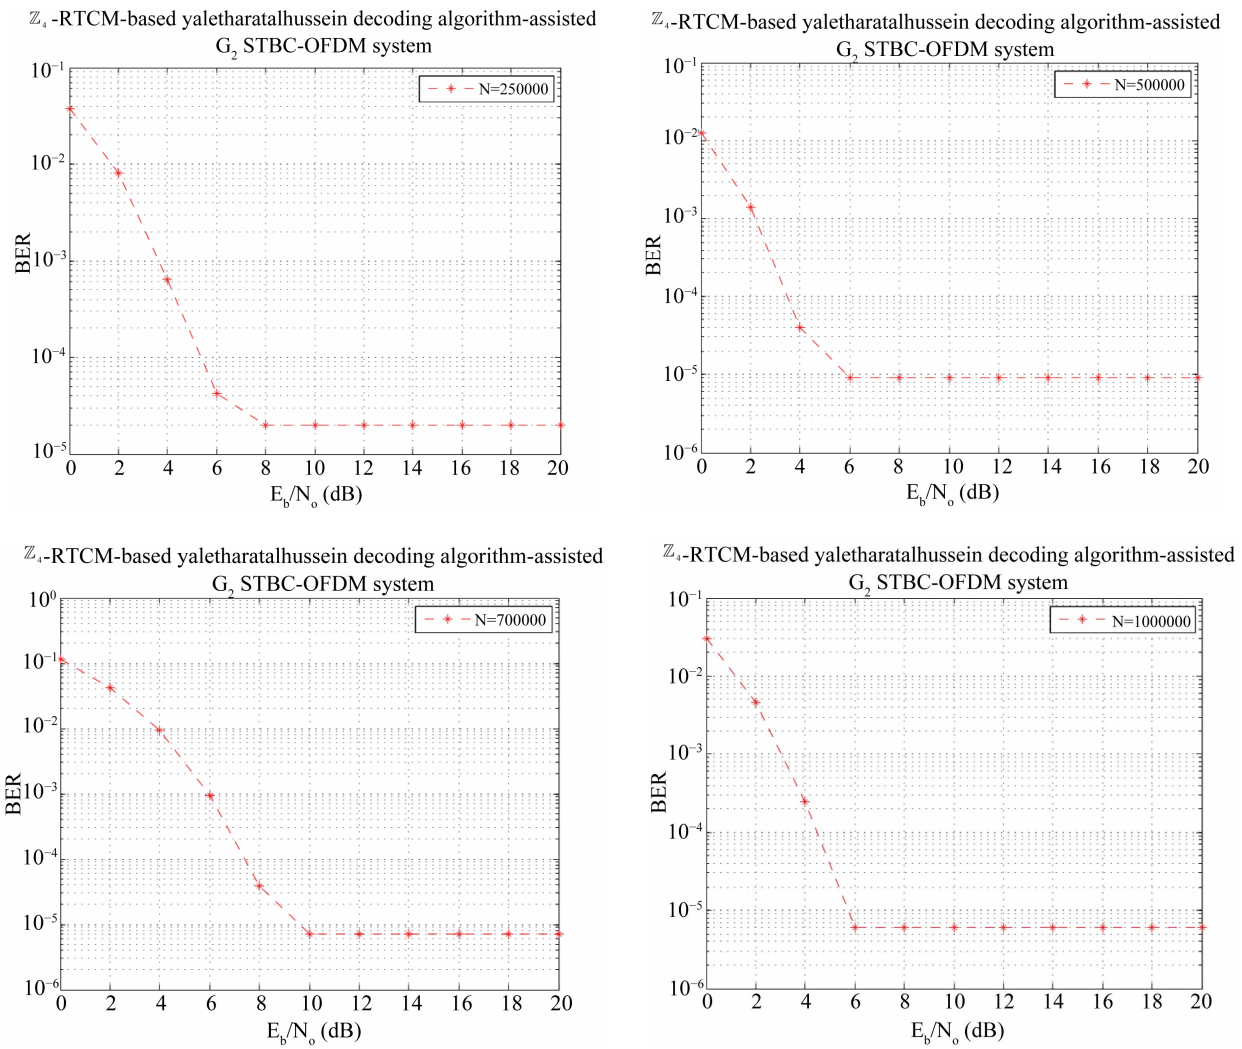 ℤ₄-RTCM-based yaletharatalhussein decoding algorithm-assisted
G₂ STBC-OFDM system
N=250000
10⁻¹
10⁻²
10⁻³
10⁻⁴
10⁻⁵
BER
0 2 4 6 8 10 12 14 16 18 20
E_b/N_o (dB)
ℤ₄-RTCM-based yaletharatalhussein decoding algorithm-assisted
G₂ STBC-OFDM system
N=500000
10⁻¹
10⁻²
10⁻³
10⁻⁴
10⁻⁵
10⁻⁶
BER
0 2 4 6 8 10 12 14 16 18 20
E_b/N_o (dB)
ℤ₄-RTCM-based yaletharatalhussein decoding algorithm-assisted
G₂ STBC-OFDM system
N=700000
10⁰
10⁻¹
10⁻²
10⁻³
10⁻⁴
10⁻⁵
10⁻⁶
BER
0 2 4 6 8 10 12 14 16 18 20
E_b/N_o (dB)
ℤ₄-RTCM-based yaletharatalhussein decoding algorithm-assisted
G₂ STBC-OFDM system
N=1000000
10⁻¹
10⁻²
10⁻³
10⁻⁴
10⁻⁵
10⁻⁶
BER
0 2 4 6 8 10 12 14 16 18 20
E_b/N_o (dB)